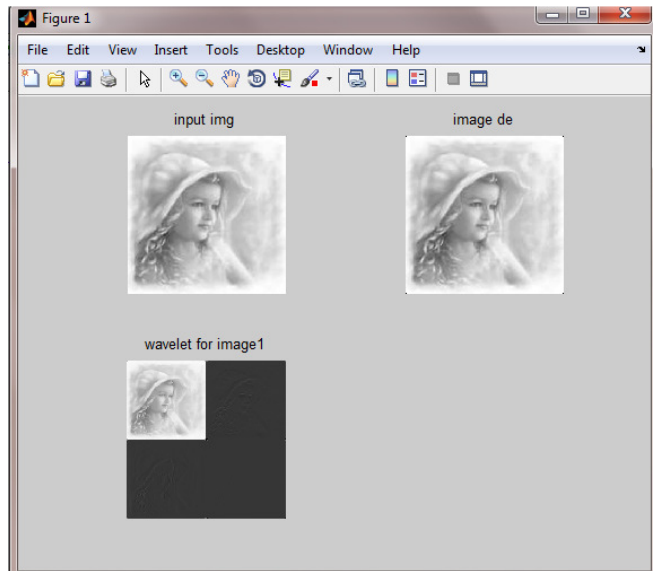 Figure 1
File Edit View Insert Tools Desktop Window Help
input img
image de
wavelet for image1